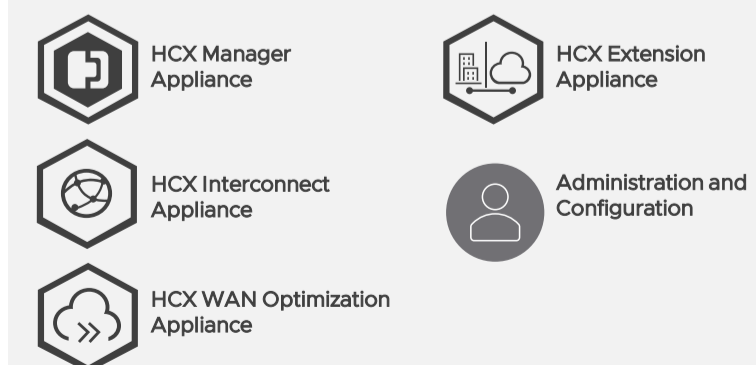 HCX Manager
Appliance
HCX Interconnect
Appliance
HCX WAN Optimization
Appliance
HCX Extension
Appliance
Administration and
Configuration